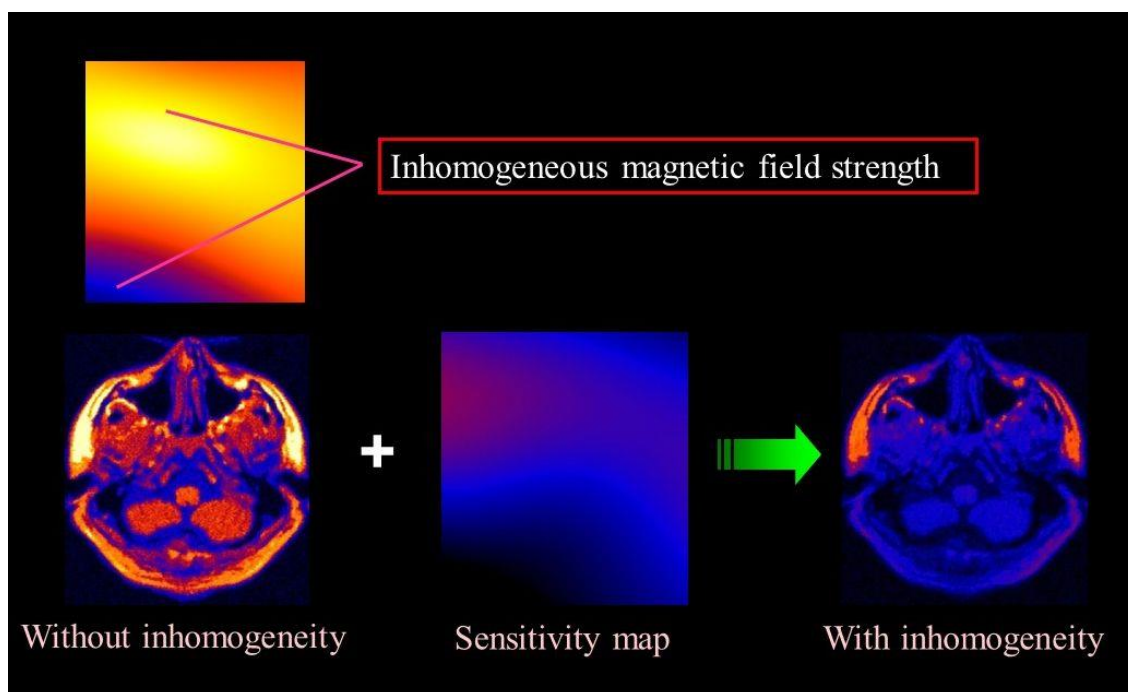 Inhomogeneous magnetic field strength
Without inhomogeneity
Sensitivity map
With inhomogeneity